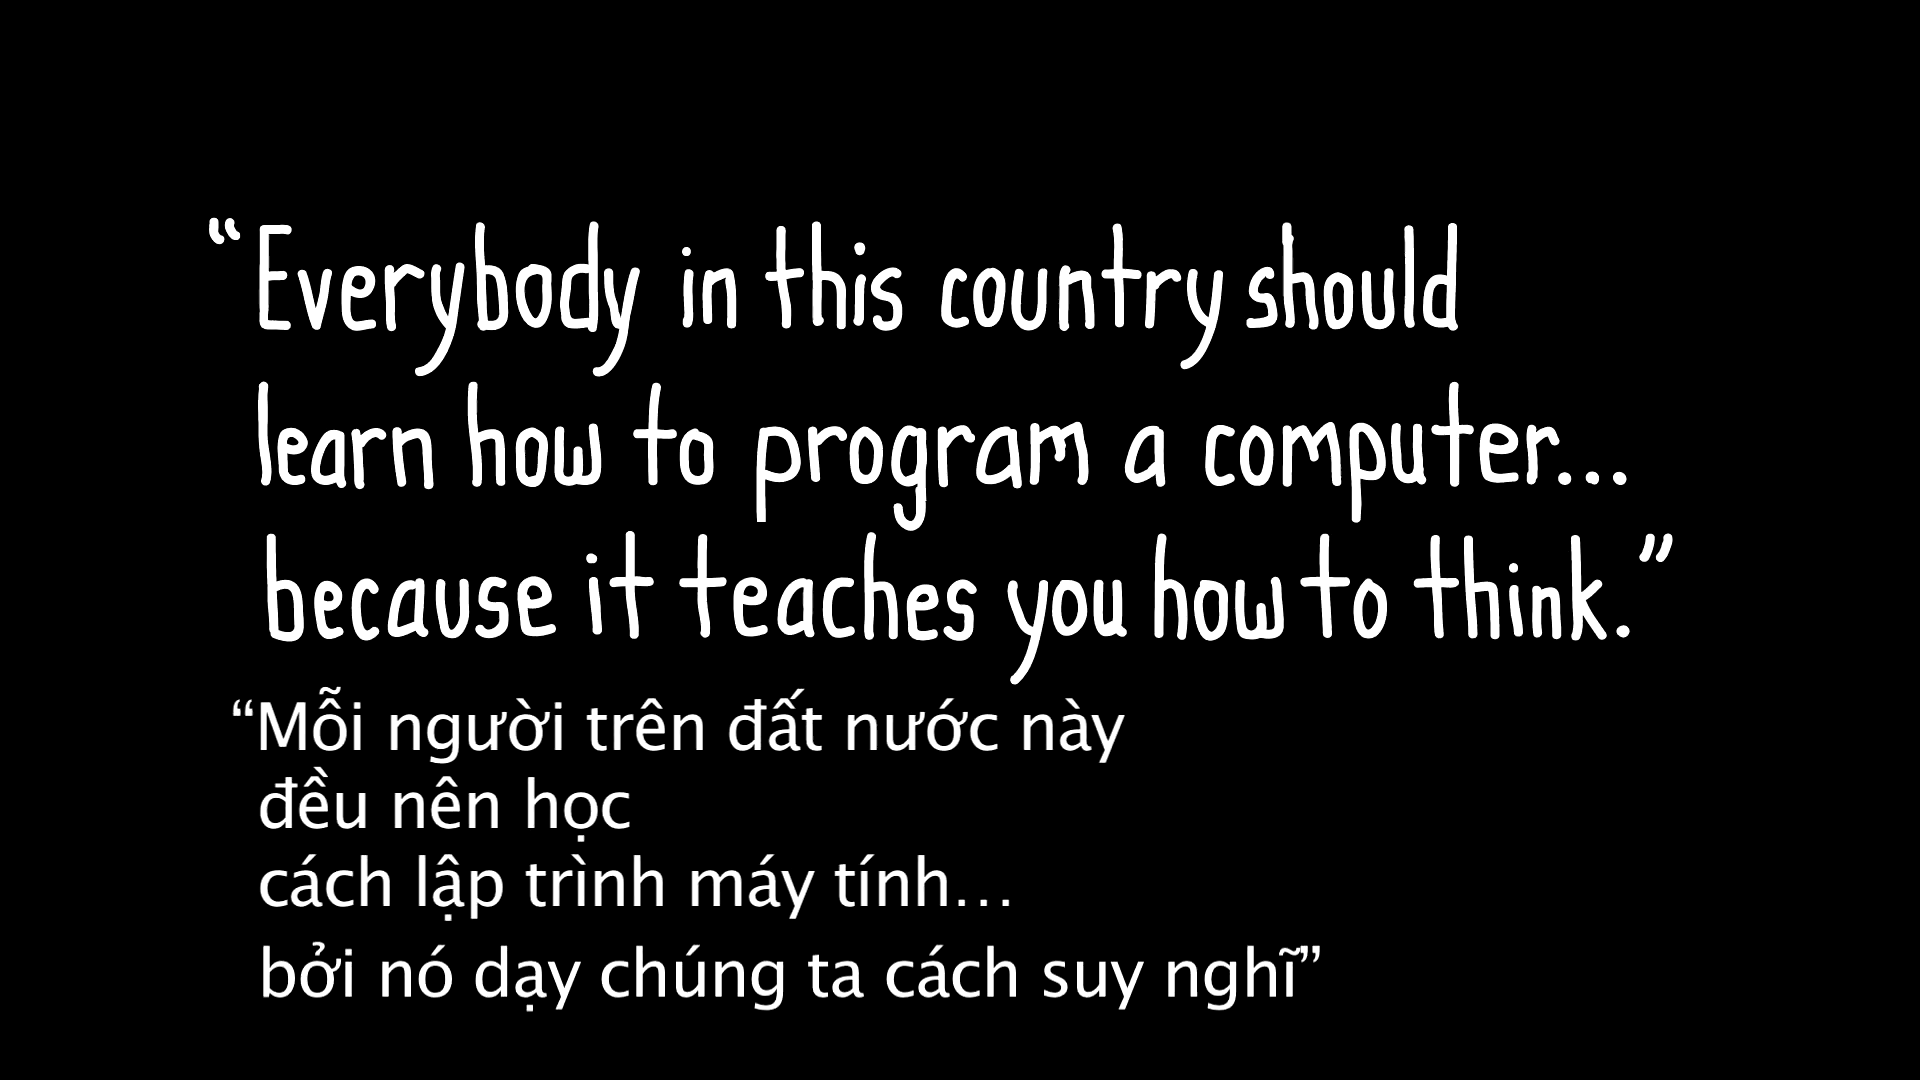 “Everybody in this country should
learn how to program a computer...
because it teaches you how to think.”
“Mỗi người trên đất nước này
đều nên học
cách lập trình máy tính…
bởi nó dạy chúng ta cách suy nghĩ”